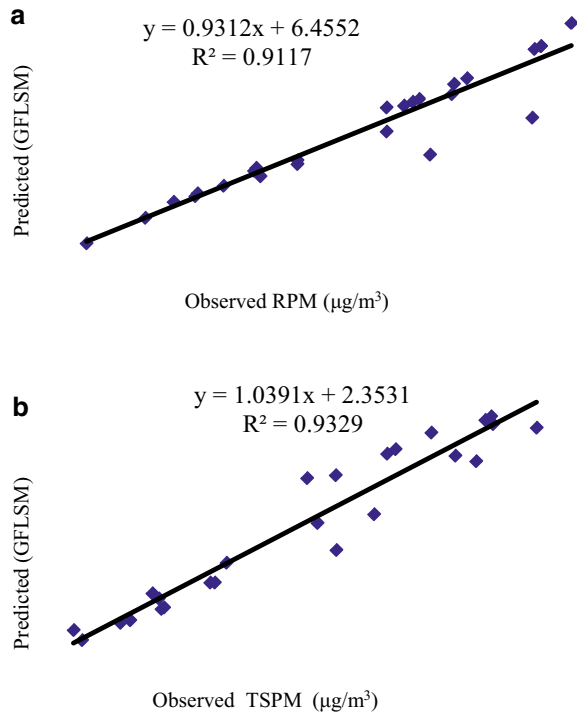 a
y = 0.9312x + 6.4552
R² = 0.9117
Predicted (GFLSM)
Observed RPM (µg/m³)
b
y = 1.0391x + 2.3531
R² = 0.9329
Predicted (GFLSM)
Observed TSPM (µg/m³)